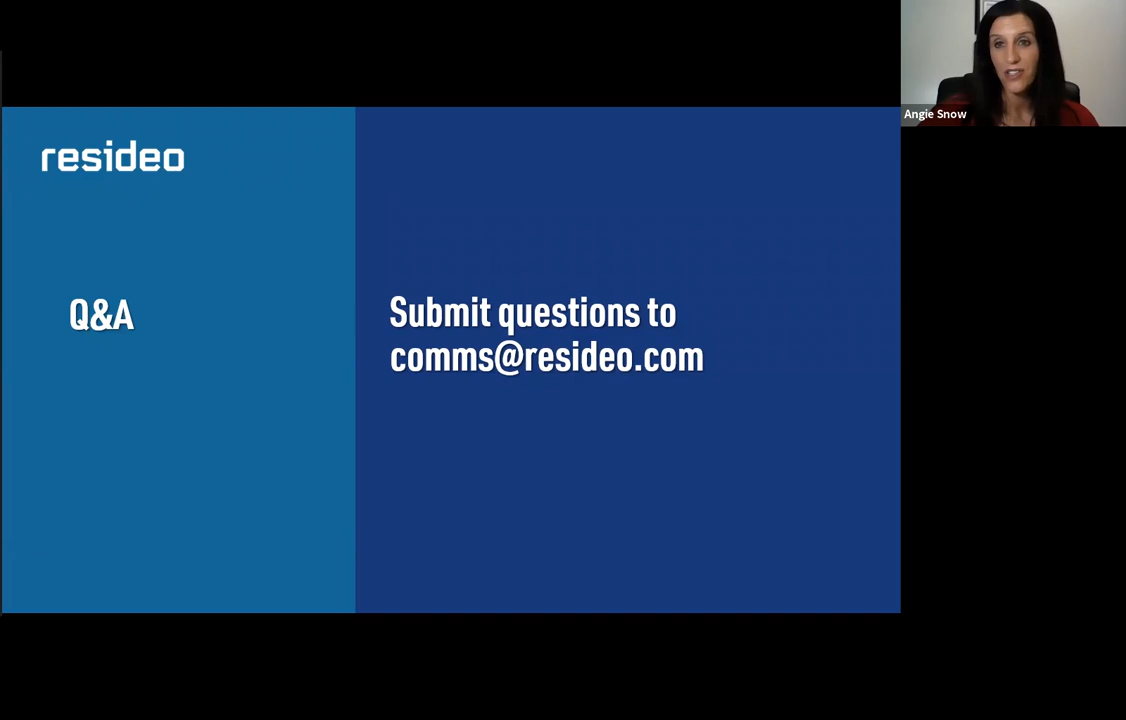 Angie Snow
resideo
Q&A
Submit questions to
comms@resideo.com